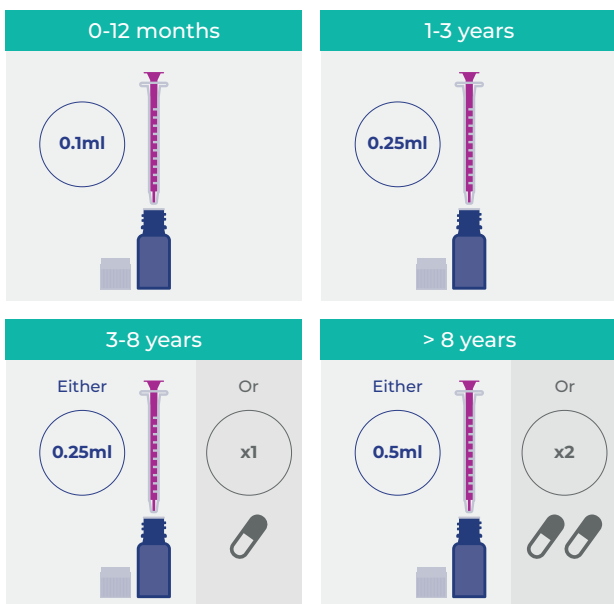 0-12 months
0.1ml
1-3 years
0.25ml
3-8 years
Either
0.25ml
Or
x1
> 8 years
Either
0.5ml
Or
x2